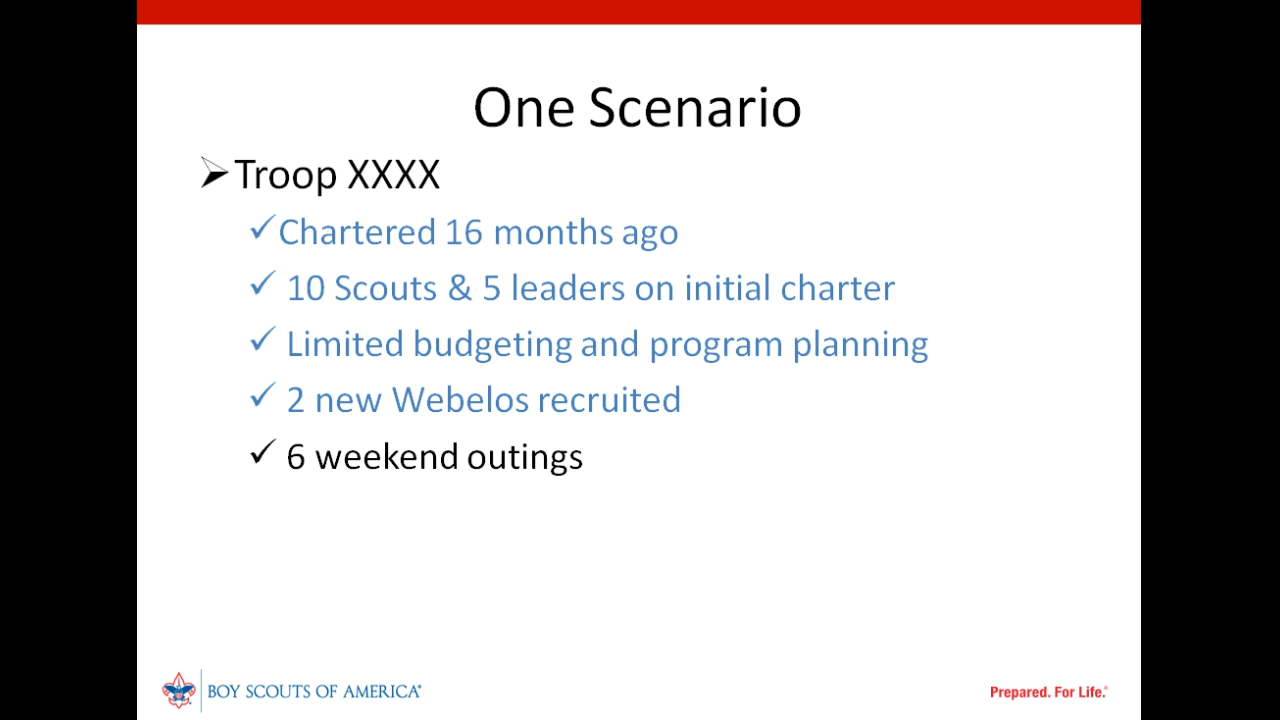 One Scenario
Troop XXXX
Chartered 16 months ago
10 Scouts & 5 leaders on initial charter
Limited budgeting and program planning
2 new Webelos recruited
6 weekend outings
BOY SCOUTS OF AMERICA®
Prepared. For Life.®